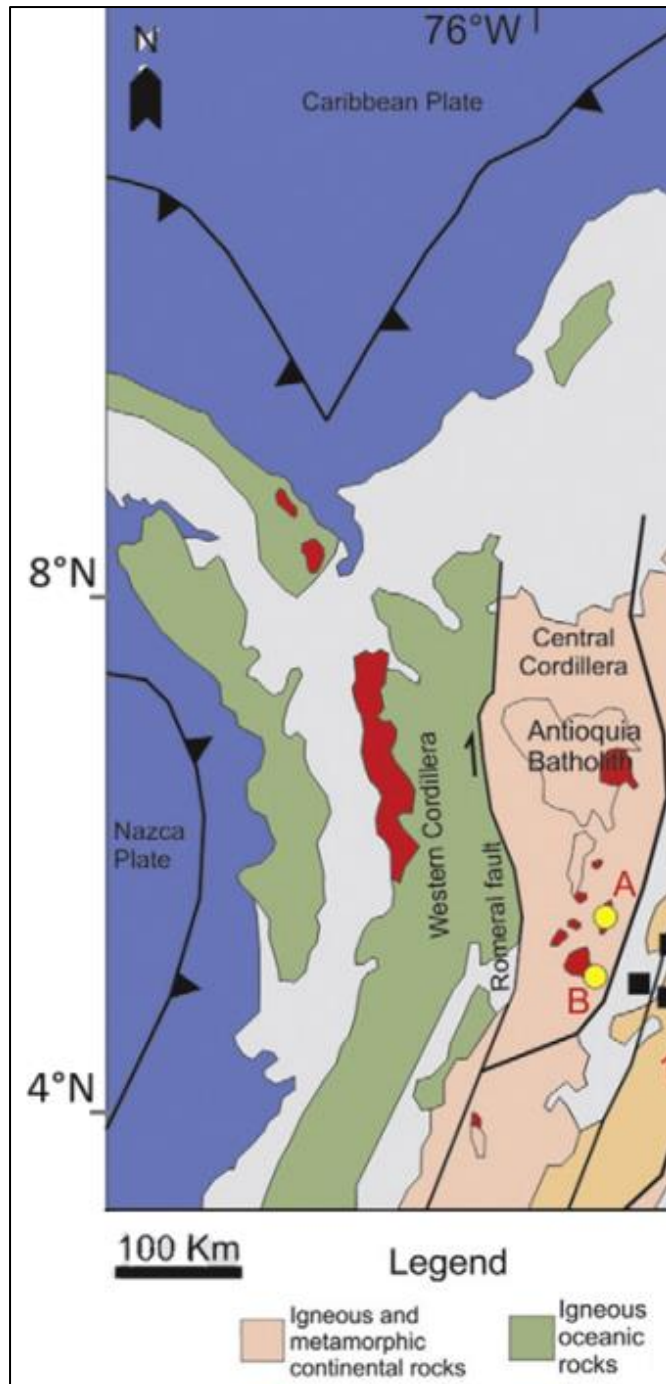 N
76°W
Caribbean Plate
8°N
Central
Cordillera
Antioquia
Batholith
Western Cordillera
Nazca
Plate
Romeral fault
A
B
4°N
100 Km
Legend
Igneous and
metamorphic
continental rocks
Igneous
oceanic
rocks